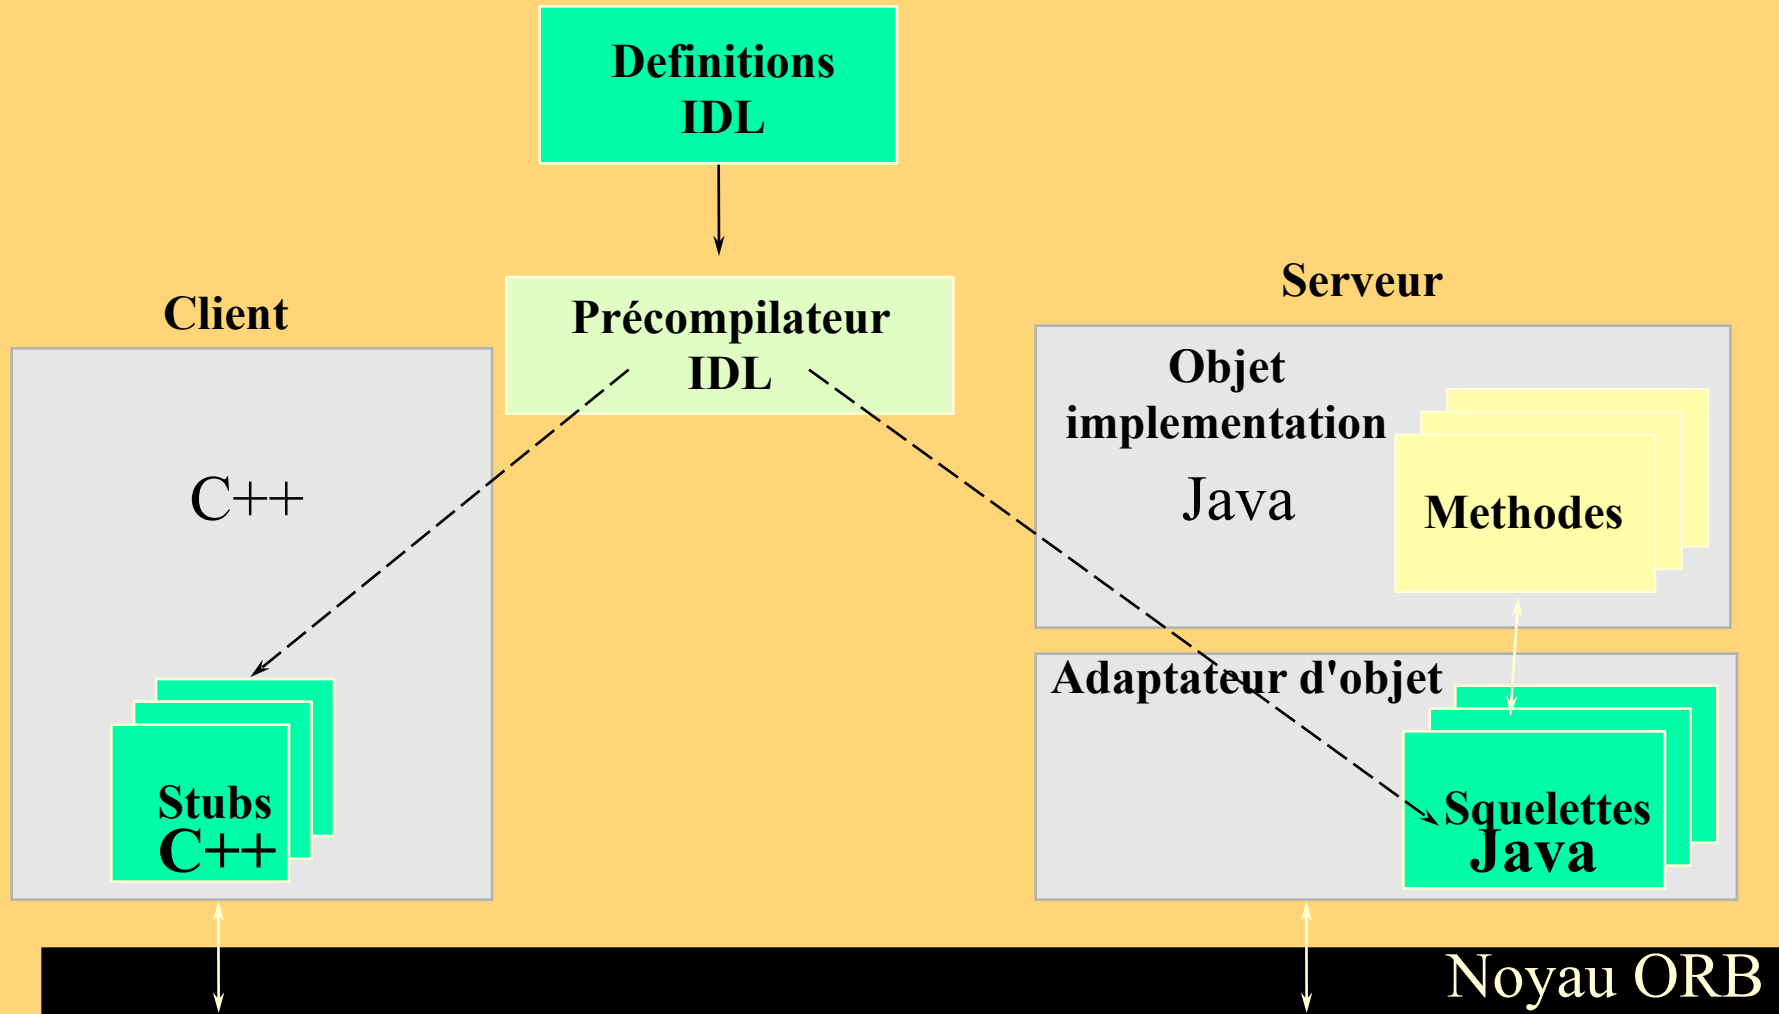 Definitions
IDL
Client
Précompilateur
IDL
Serveur
Objet
implementation
C++
Java
Methodes
Adaptateur d'objet
Stubs
C++
Squelettes
Java
Noyau ORB